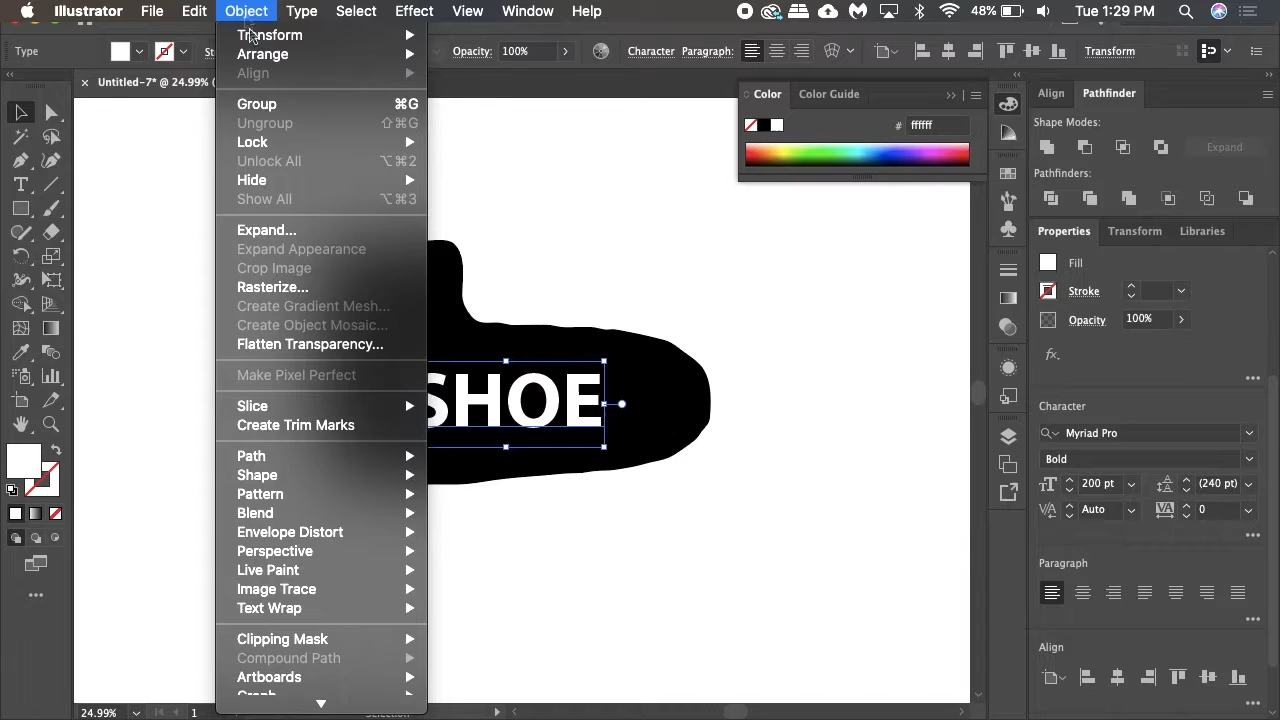 Illustrator File Edit Object Type Select Effect View Window Help 48% Tue 1:29 PM
Type St Opacity: 100% Character Paragraph: Transform
Untitled-7* @ 24.99% (
Transform
Arrange
Align
Group ⌘G
Ungroup ⇧⌘G
Lock
Unlock All ⌥⌘2
Hide
Show All ⌥⌘3
Expand...
Expand Appearance
Crop Image
Rasterize...
Create Gradient Mesh...
Create Object Mosaic...
Flatten Transparency...
Make Pixel Perfect
Slice
Create Trim Marks
Path
Shape
Pattern
Blend
Envelope Distort
Perspective
Live Paint
Image Trace
Text Wrap
Clipping Mask
Compound Path
Artboards
Graph
SHOE
Color Color Guide
# ffffff
Align Pathfinder
Shape Modes:
Expand
Pathfinders:
Properties Transform Libraries
Fill
Stroke
Opacity 100%
fx.
Character
Myriad Pro
Bold
200 pt (240 pt)
Auto 0
Paragraph
Align
24.99% 1 Selection